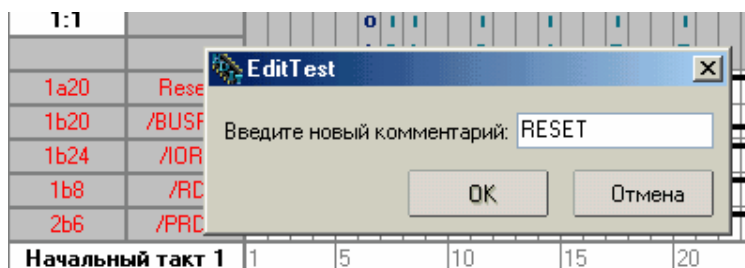 1:1 0 I I I I I I
EditTest
1a20 Rese
1b20 /BUSF
Введите новый комментарий: RESET
1b24 /IOR
1b8 /RD
OK Отмена
2b6 /PRD
Начальный такт 1 1 5 10 15 20